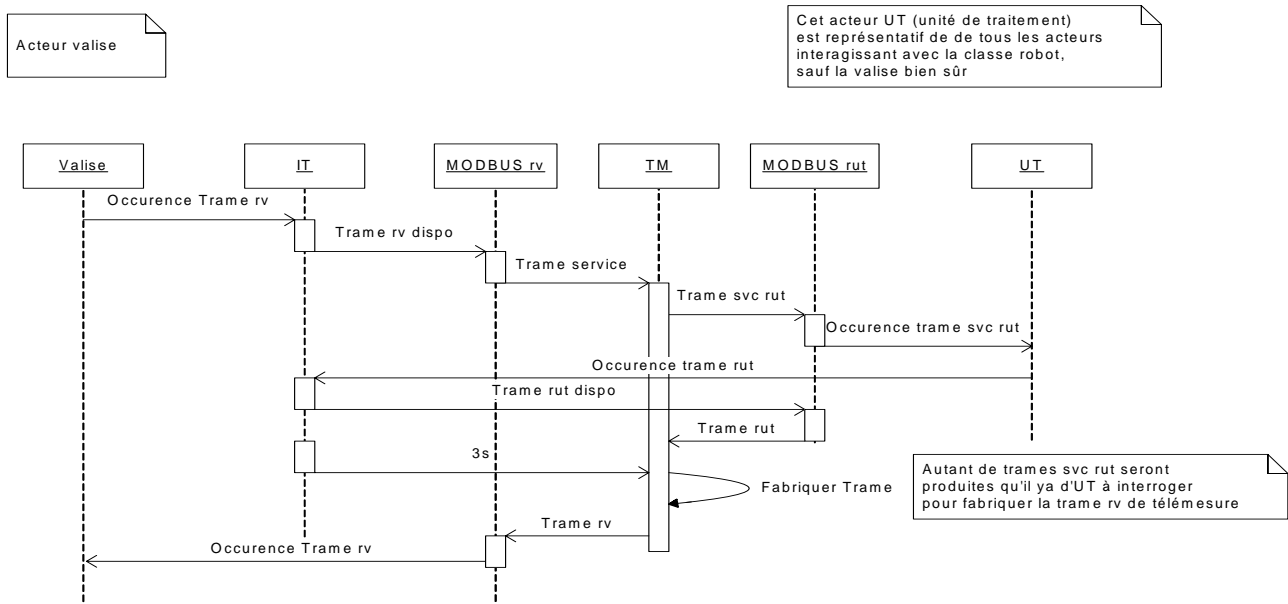 Acteur valise
Cet acteur UT (unité de traitement)
est représentatif de de tous les acteurs
interagissant avec la classe robot,
sauf la valise bien sûr
Valise
IT
MODBUS rv
TM
MODBUS rut
UT
Occurence Trame rv
Trame rv dispo
Trame service
Trame svc rut
Occurence trame svc rut
Occurence trame rut
Trame rut dispo
Trame rut
3s
Fabriquer Trame
Autant de trames svc rut seront
produites qu'il ya d'UT à interroger
pour fabriquer la trame rv de télémesure
Trame rv
Occurence Trame rv